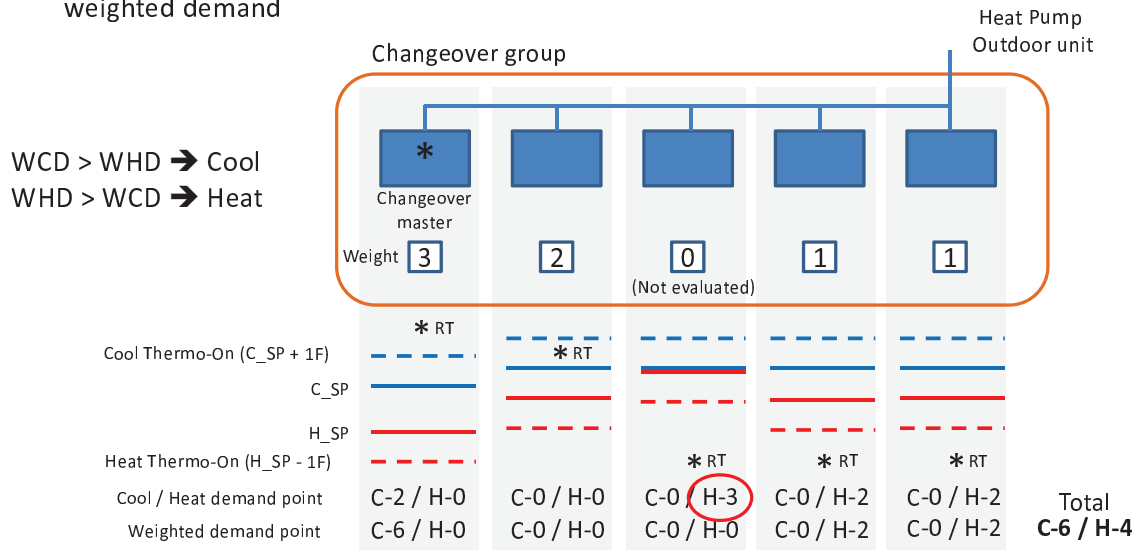 weighted demand
Heat Pump
Outdoor unit
Changeover group
WCD > WHD ➔ Cool
WHD > WCD ➔ Heat
*
Changeover
master
Weight 3 2 0 1 1
(Not evaluated)
* RT
Cool Thermo-On (C_SP + 1F)
* RT
C_SP
H_SP
Heat Thermo-On (H_SP - 1F)
* RT * RT * RT
Cool / Heat demand point C-2 / H-0 C-0 / H-0 C-0 / H-3 C-0 / H-2 C-0 / H-2
Total
Weighted demand point C-6 / H-0 C-0 / H-0 C-0 / H-0 C-0 / H-2 C-0 / H-2 C-6 / H-4